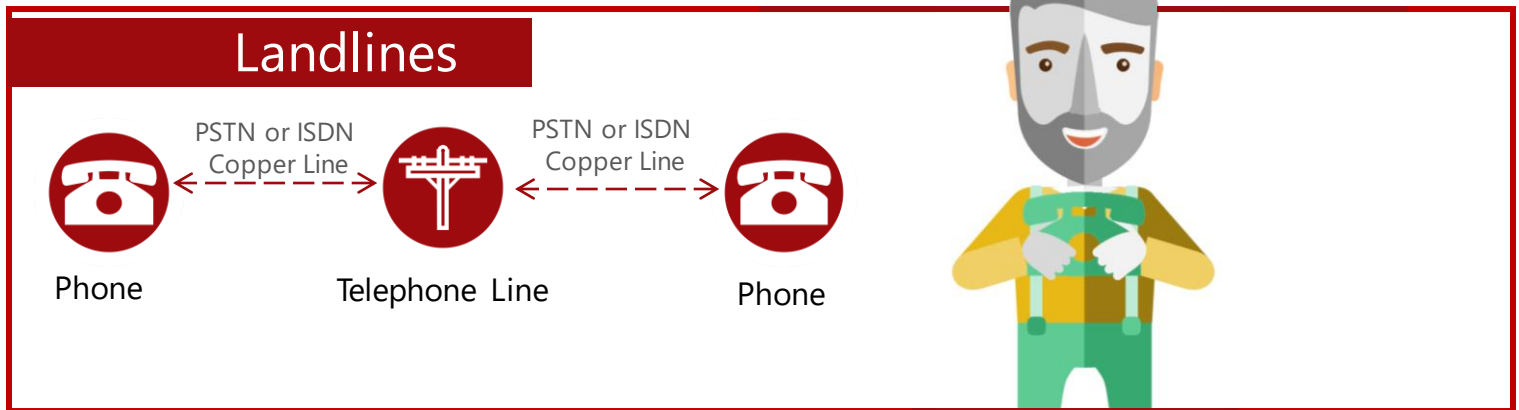 Landlines
PSTN or ISDN
Copper Line
PSTN or ISDN
Copper Line
Phone
Telephone Line
Phone